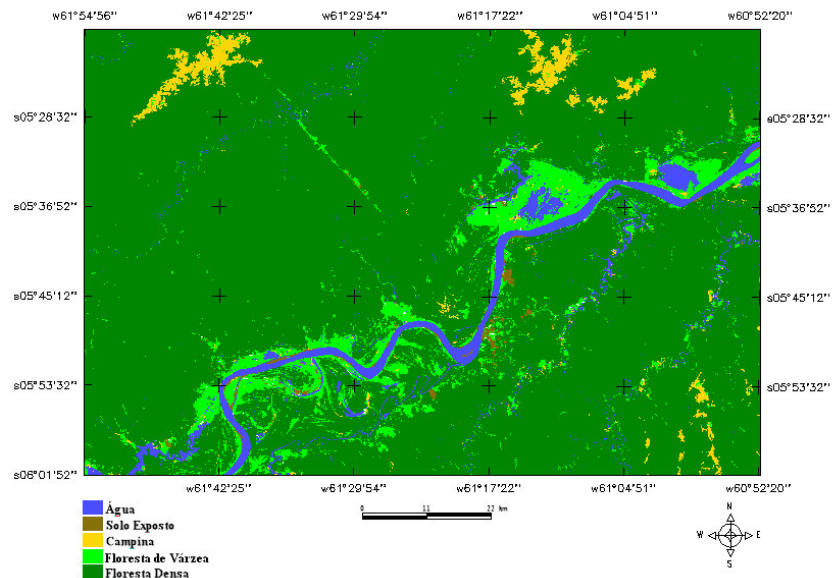 w61°54'56" w61°42'25" w61°29'54" w61°17'22" w61°04'51" w60°52'20"
s05°28'32" s05°28'32"
s05°36'52" s05°36'52"
s05°45'12" s05°45'12"
s05°53'32" s05°53'32"
s06°01'52"
w61°42'25" w61°29'54" w61°17'22" w61°04'51" w60°52'20"
Água
Solo Exposto
Campina
Floresta de Várzea
Floresta Densa
0 11 22 km
N
W E
S